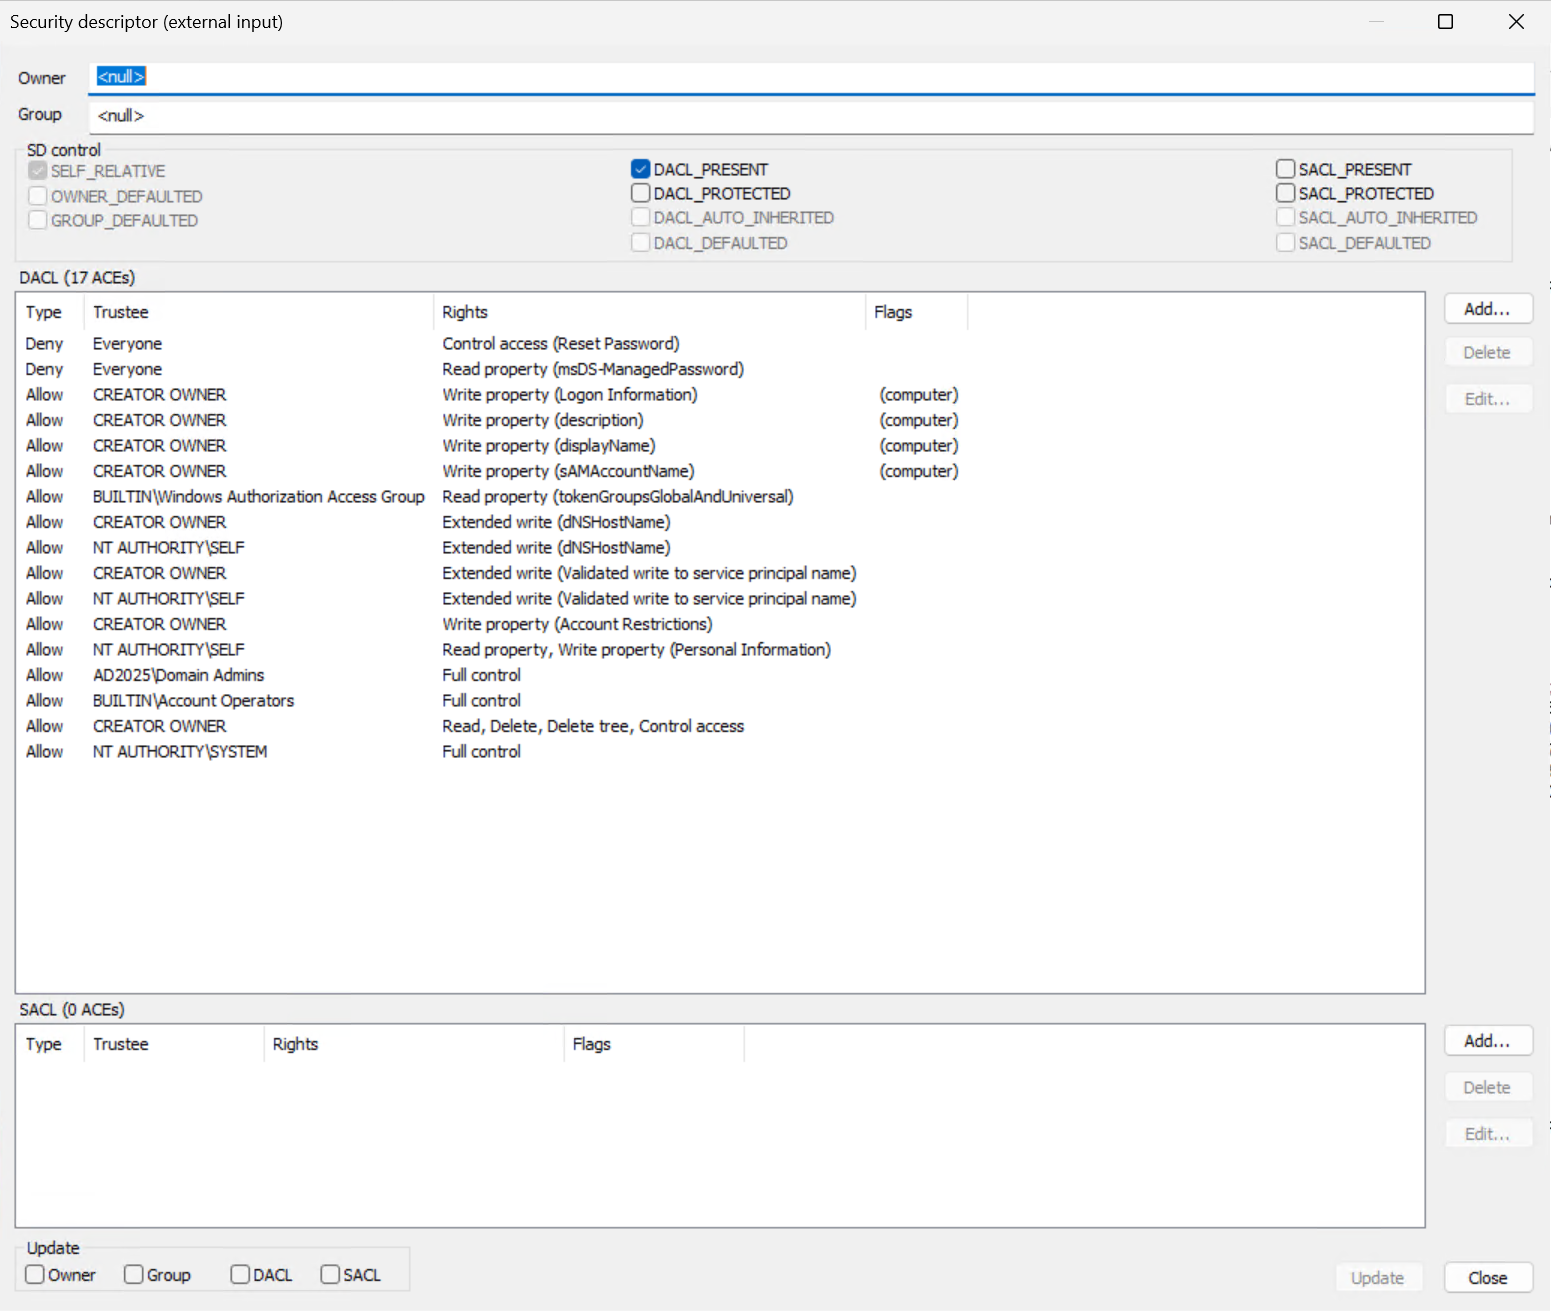 Security descriptor (external input)
Owner <null>
Group <null>
SD control
SELF_RELATIVE DACL_PRESENT SACL_PRESENT
OWNER_DEFAULTED DACL_PROTECTED SACL_PROTECTED
GROUP_DEFAULTED DACL_AUTO_INHERITED SACL_AUTO_INHERITED
DACL_DEFAULTED SACL_DEFAULTED
DACL (17 ACEs)
Type Trustee Rights Flags Add...
Deny Everyone Control access (Reset Password) Delete
Deny Everyone Read property (msDS-ManagedPassword)
Allow CREATOR OWNER Write property (Logon Information) (computer) Edit...
Allow CREATOR OWNER Write property (description) (computer)
Allow CREATOR OWNER Write property (displayName) (computer)
Allow CREATOR OWNER Write property (sAMAccountName) (computer)
Allow BUILTIN\Windows Authorization Access Group Read property (tokenGroupsGlobalAndUniversal)
Allow CREATOR OWNER Extended write (dNSHostName)
Allow NT AUTHORITY\SELF Extended write (dNSHostName)
Allow CREATOR OWNER Extended write (Validated write to service principal name)
Allow NT AUTHORITY\SELF Extended write (Validated write to service principal name)
Allow CREATOR OWNER Write property (Account Restrictions)
Allow NT AUTHORITY\SELF Read property, Write property (Personal Information)
Allow AD2025\Domain Admins Full control
Allow BUILTIN\Account Operators Full control
Allow CREATOR OWNER Read, Delete, Delete tree, Control access
Allow NT AUTHORITY\SYSTEM Full control
SACL (0 ACEs)
Type Trustee Rights Flags Add...
Delete
Edit...
Update
Owner Group DACL SACL Update Close